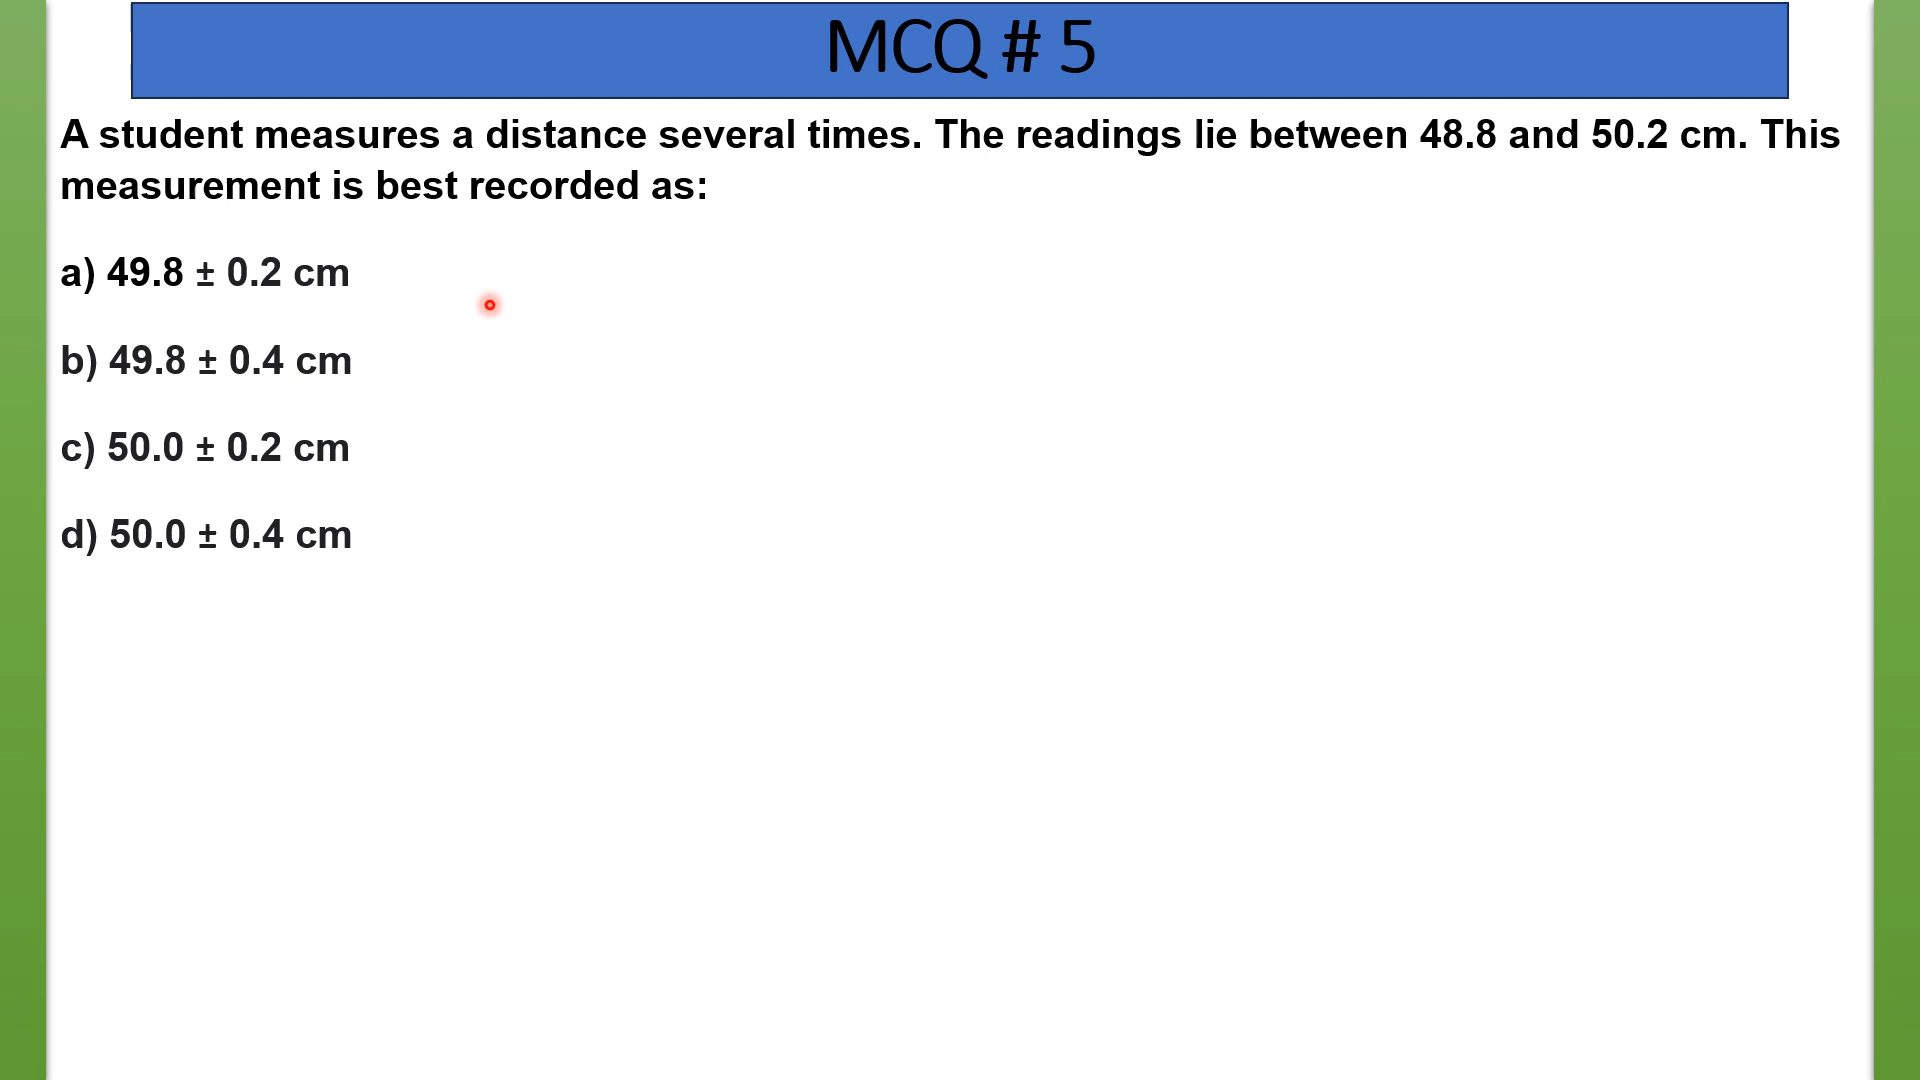 MCQ # 5
A student measures a distance several times. The readings lie between 48.8 and 50.2 cm. This
measurement is best recorded as:
a) 49.8 ± 0.2 cm
b) 49.8 ± 0.4 cm
c) 50.0 ± 0.2 cm
d) 50.0 ± 0.4 cm